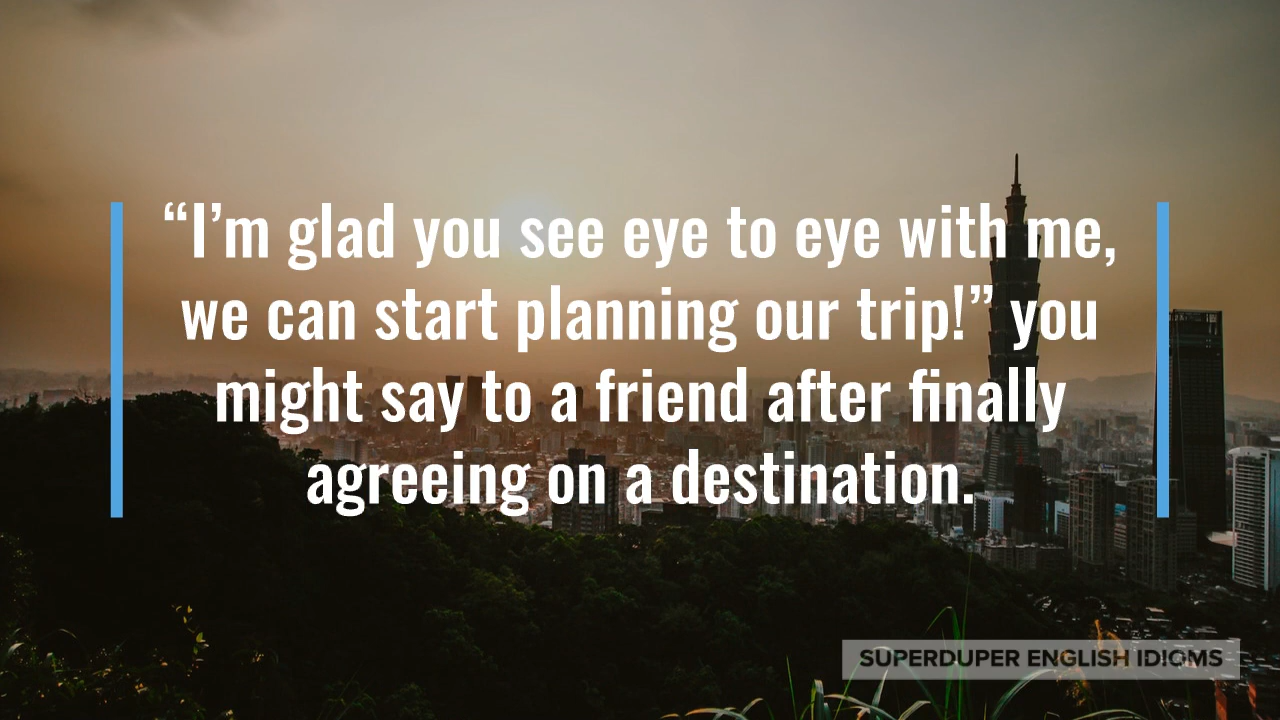 “I’m glad you see eye to eye with me,
we can start planning our trip!” you
might say to a friend after finally
agreeing on a destination.
SUPERDUPER ENGLISH IDIOMS